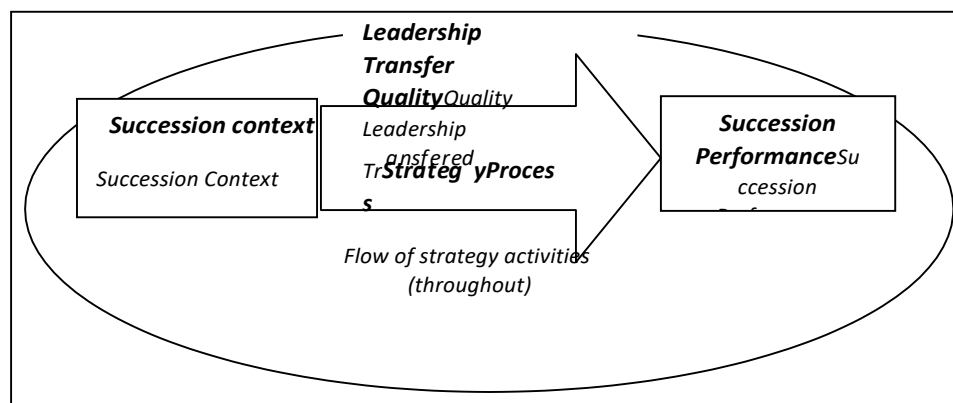 Leadership
Transfer
QualityQuality
Leadership
ansfered
TrStrateg yProces
s
Succession context
Succession Context
Succession
PerformanceSu
ccession
Flow of strategy activities
(throughout)